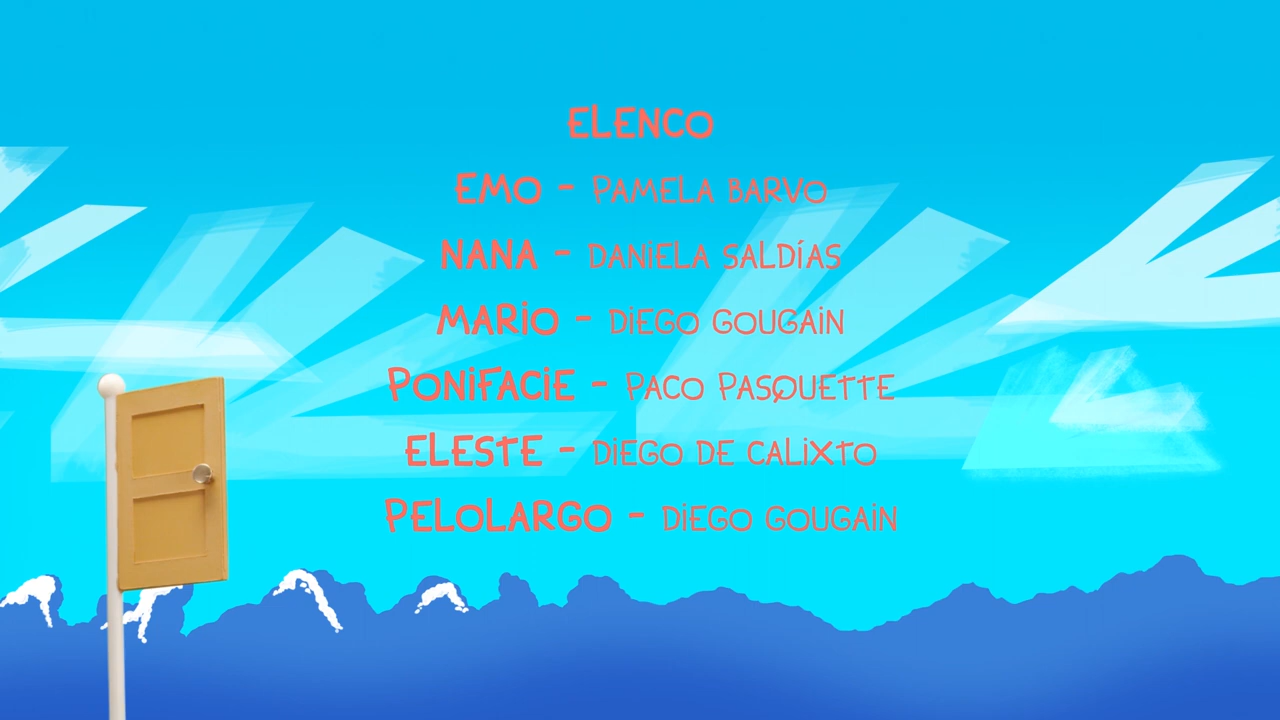 ELENCO
EMO - PAMELA BARVO
NANA - DANiELA SALDÍAS
MARiO - DiEGO GOUGAiN
PONiFACiE - PACO PASQUETTE
ELESTE - DiEGO DE CALiXTO
PELOLARGO - DiEGO GOUGAiN